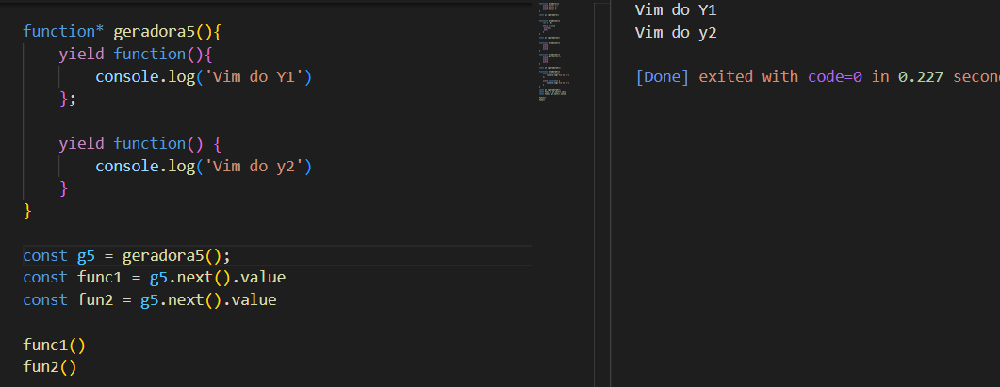 function* geradora5(){
    yield function(){
        console.log('Vim do Y1')
    };

    yield function() {
        console.log('Vim do y2')
    }
}

const g5 = geradora5();
const func1 = g5.next().value
const fun2 = g5.next().value

func1()
fun2()
Vim do Y1
Vim do y2

[Done] exited with code=0 in 0.227